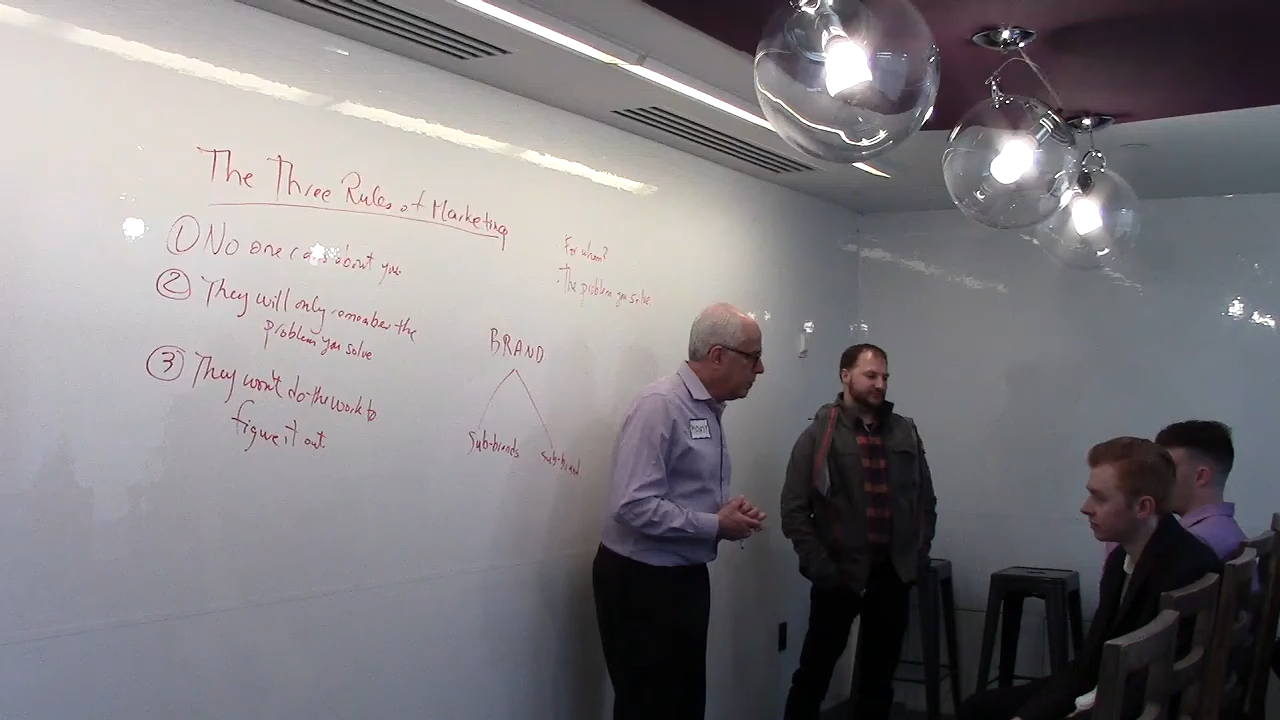 The Three Rules of Marketing
① No one cares about you.
② They will only remember the
problem you solve
③ They won't do the work to
figure it out.
For whom?
The problem you solve
BRAND
Sub-brands
Sub-brand